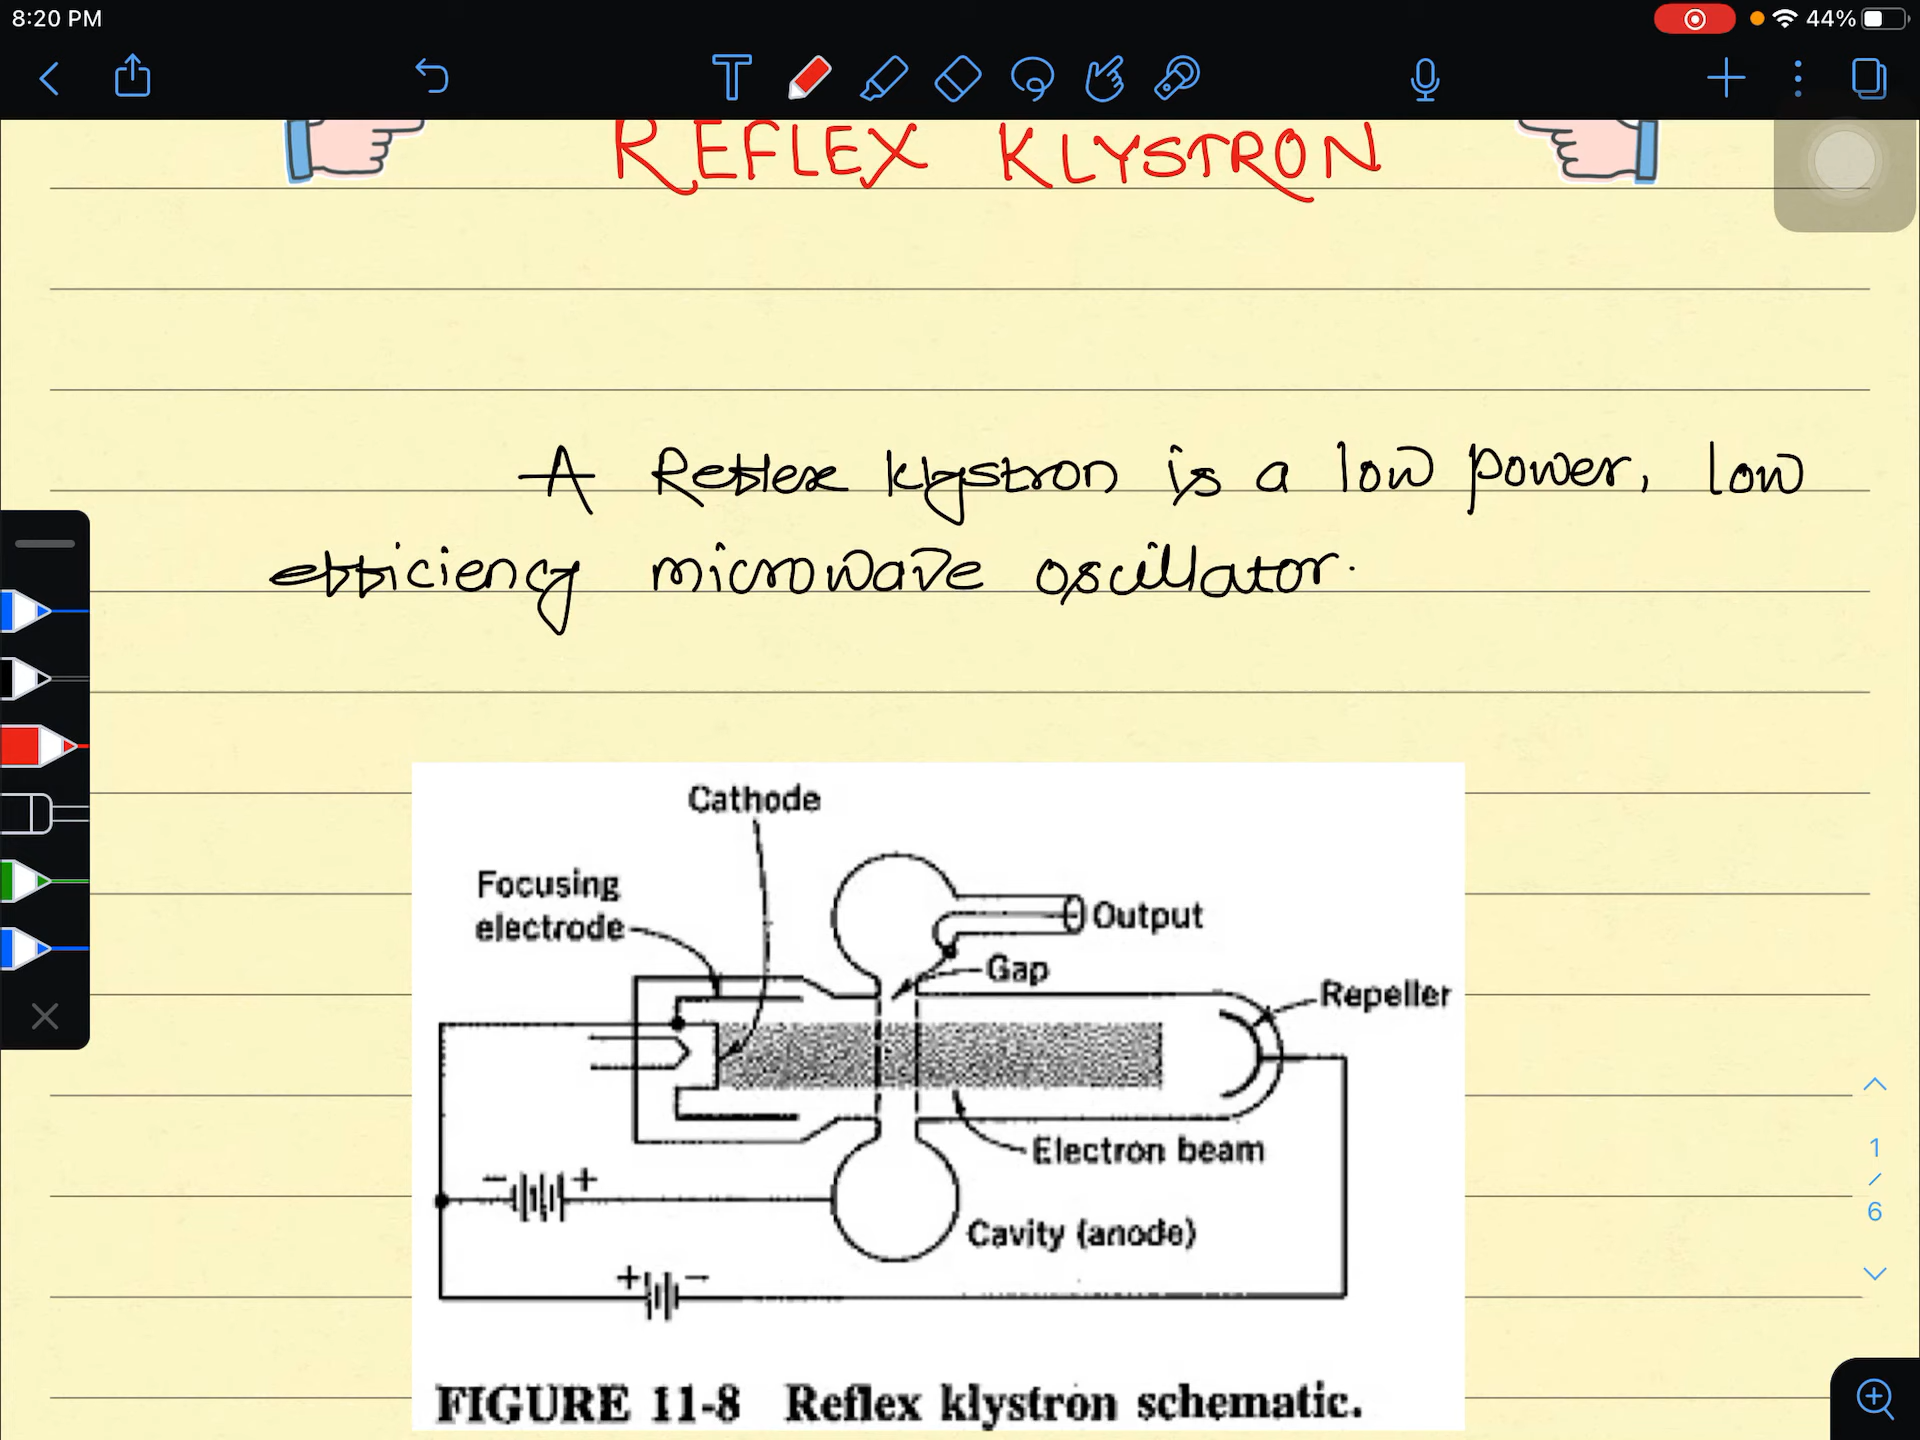 8:20 PM
44%
REFLEX KLYSTRON
A Reflex klystron is a low power, low
efficiency microwave oscillator.
Cathode
Focusing
electrode
Output
Gap
Repeller
Electron beam
- +
Cavity (anode)
+ -
1
/
6
FIGURE 11-8 Reflex klystron schematic.